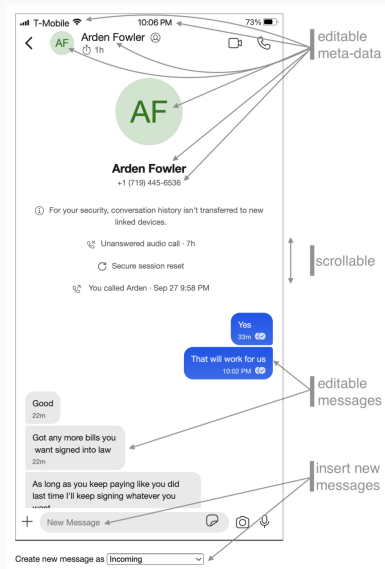 T-Mobile 10:06 PM 73%
AF Arden Fowler
1h
AF
Arden Fowler
+1 (719) 445-6536
For your security, conversation history isn't transferred to new
linked devices.
Unanswered audio call · 7h
Secure session reset
You called Arden · Sep 27 9:58 PM
Yes
33m
That will work for us
10:02 PM
Good
22m
Got any more bills you
want signed into law
22m
As long as you keep paying like you did
last time I'll keep signing whatever you
want
New Message
Create new message as Incoming
editable
meta-data
scrollable
editable
messages
insert new
messages